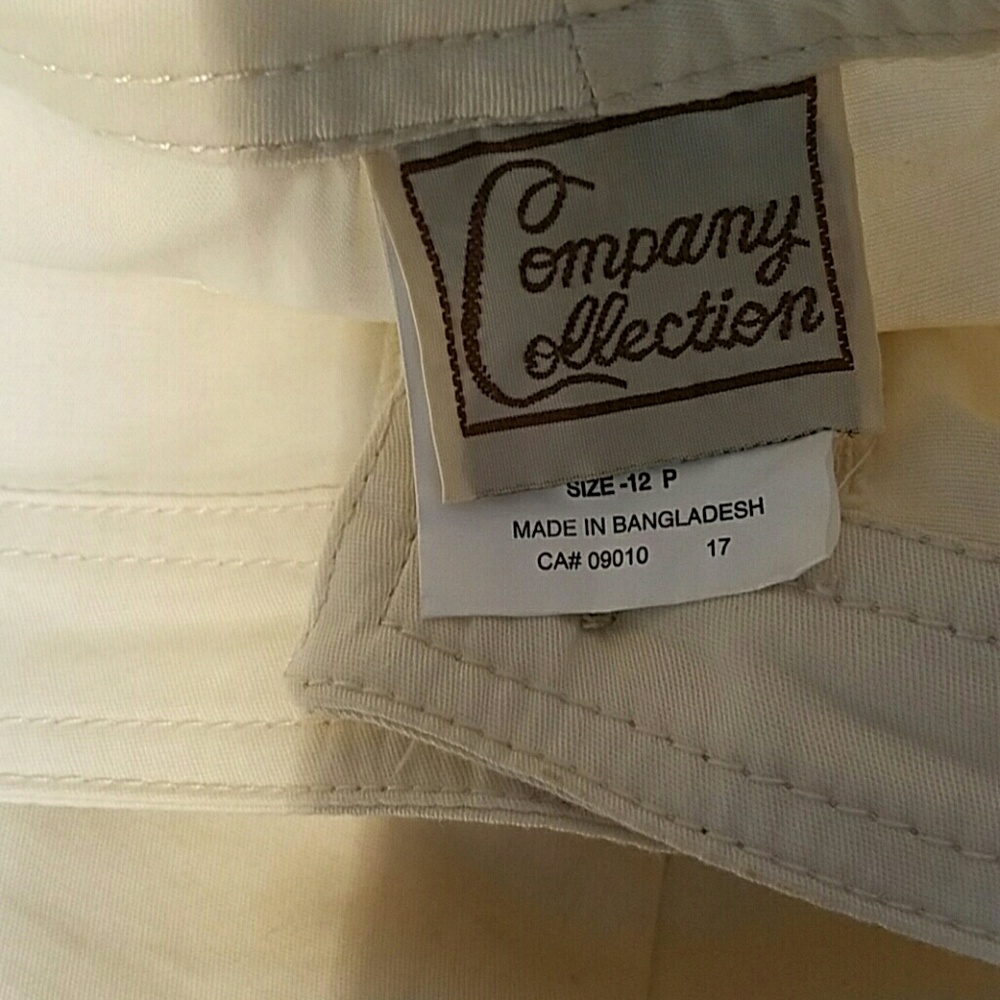 Company
Collection
SIZE -12 P
MADE IN BANGLADESH
CA# 09010 17